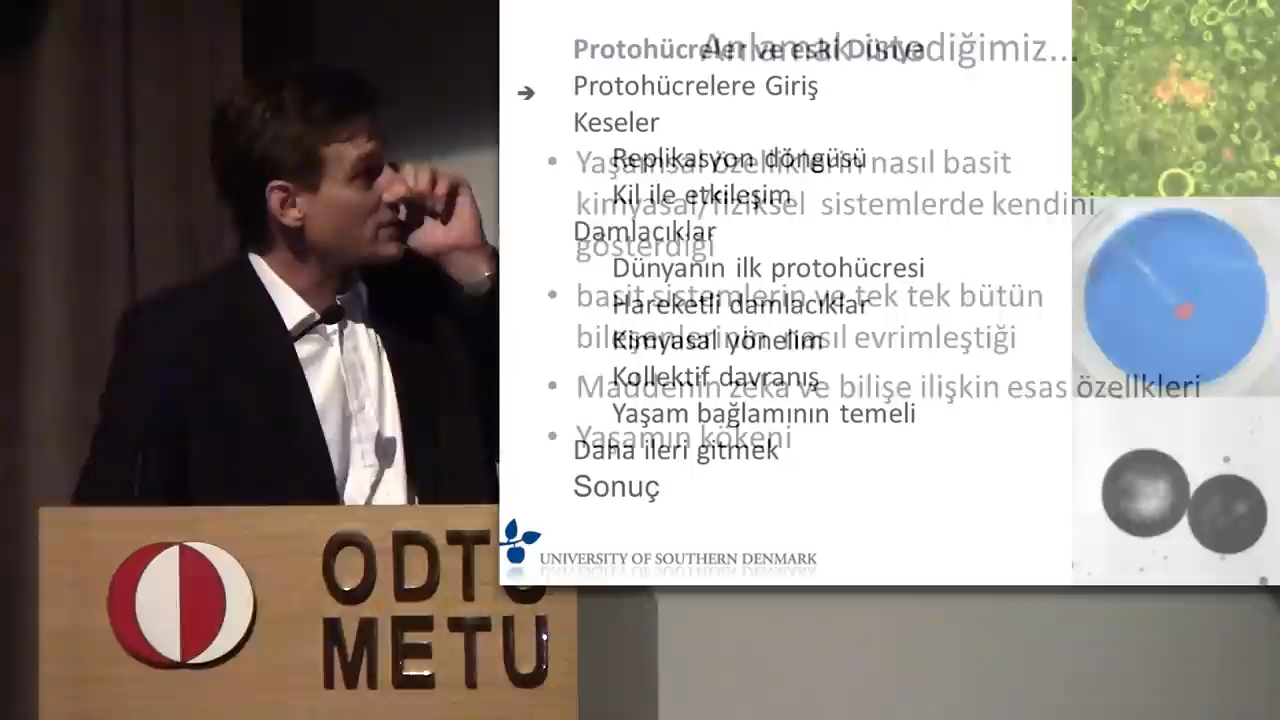 Anlamak istediğimiz...
Protohücreler ve eski Dünya
Protohücrelere Giriş
Keseler
Replikasyon döngüsü
Kil ile etkileşim
Damlacıklar
Dünyanın ilk protohücresi
Hareketli damlacıklar
Kimyasal yönelim
Kollektif davranış
Yaşam bağlamının temeli
Daha ileri gitmek
Sonuç
• Yaşamsal özelliklerin nasıl basit
kimyasal/fiziksel sistemlerde kendini
gösterdiği
• basit sistemlerin ve tek tek bütün
bileşenlerinin nasıl evrimleştiği
• Maddenin zeka ve bilişe ilişkin esas özellkleri
• Yaşamın kökeni
UNIVERSITY OF SOUTHERN DENMARK
ODTÜ
METU